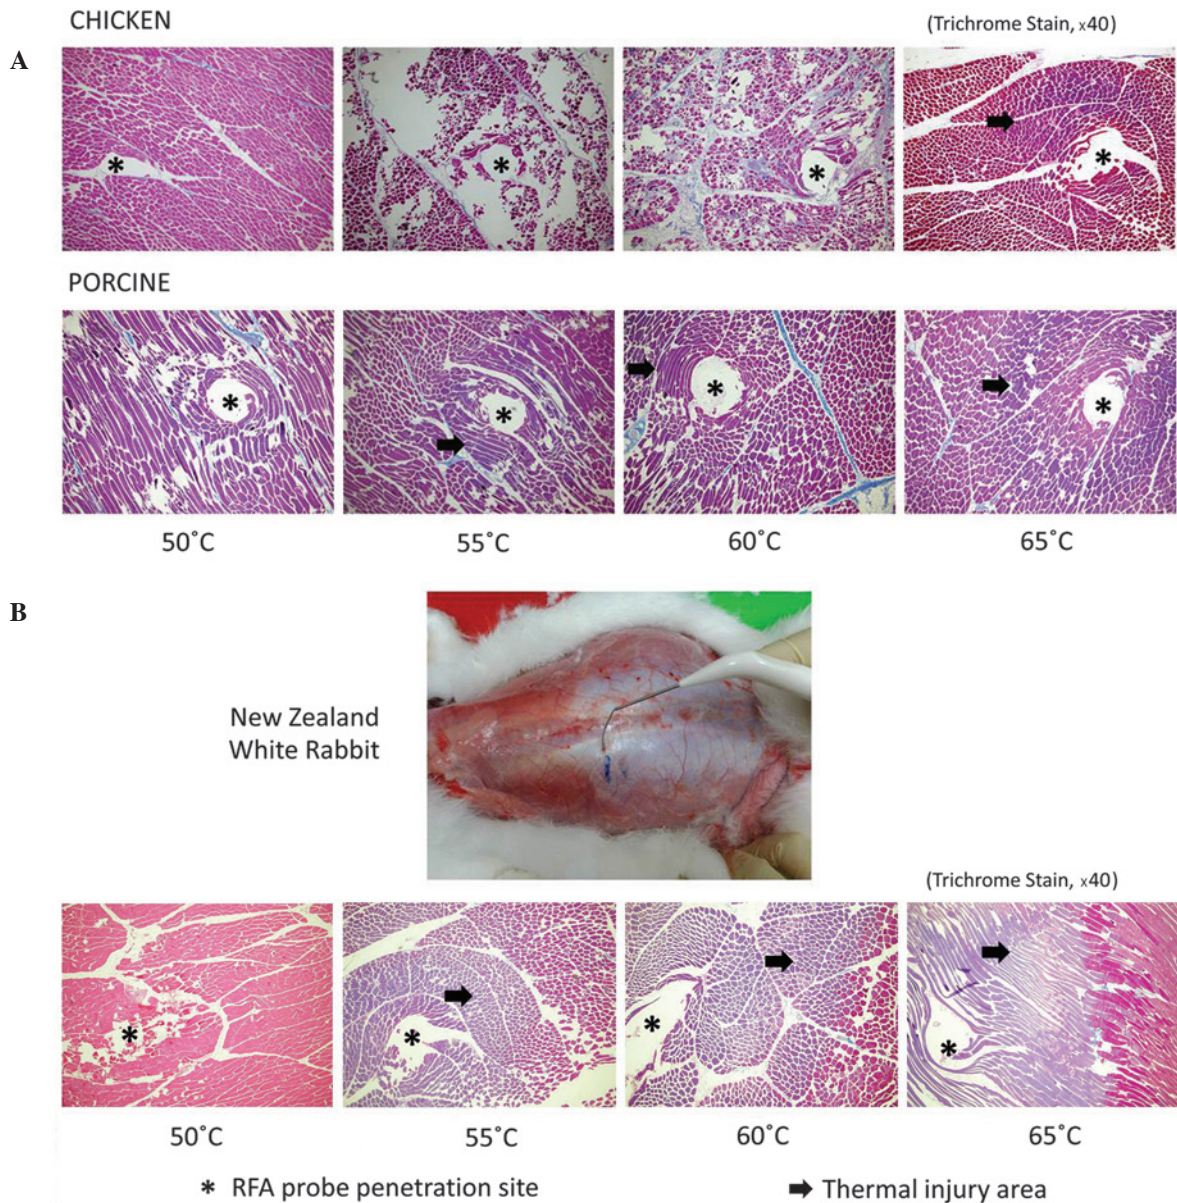 CHICKEN
(Trichrome Stain, x40)
A
*
*
*
*
PORCINE
*
*
*
*
50˚C
55˚C
60˚C
65˚C
B
New Zealand
White Rabbit
(Trichrome Stain, x40)
*
*
*
*
50˚C
55˚C
60˚C
65˚C
* RFA probe penetration site
Thermal injury area